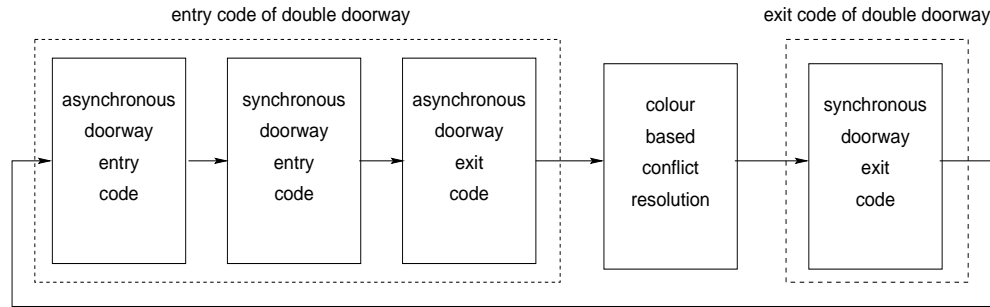 entry code of double doorway
exit code of double doorway
asynchronous
doorway
entry
code
synchronous
doorway
entry
code
asynchronous
doorway
exit
code
colour
based
conflict
resolution
synchronous
doorway
exit
code